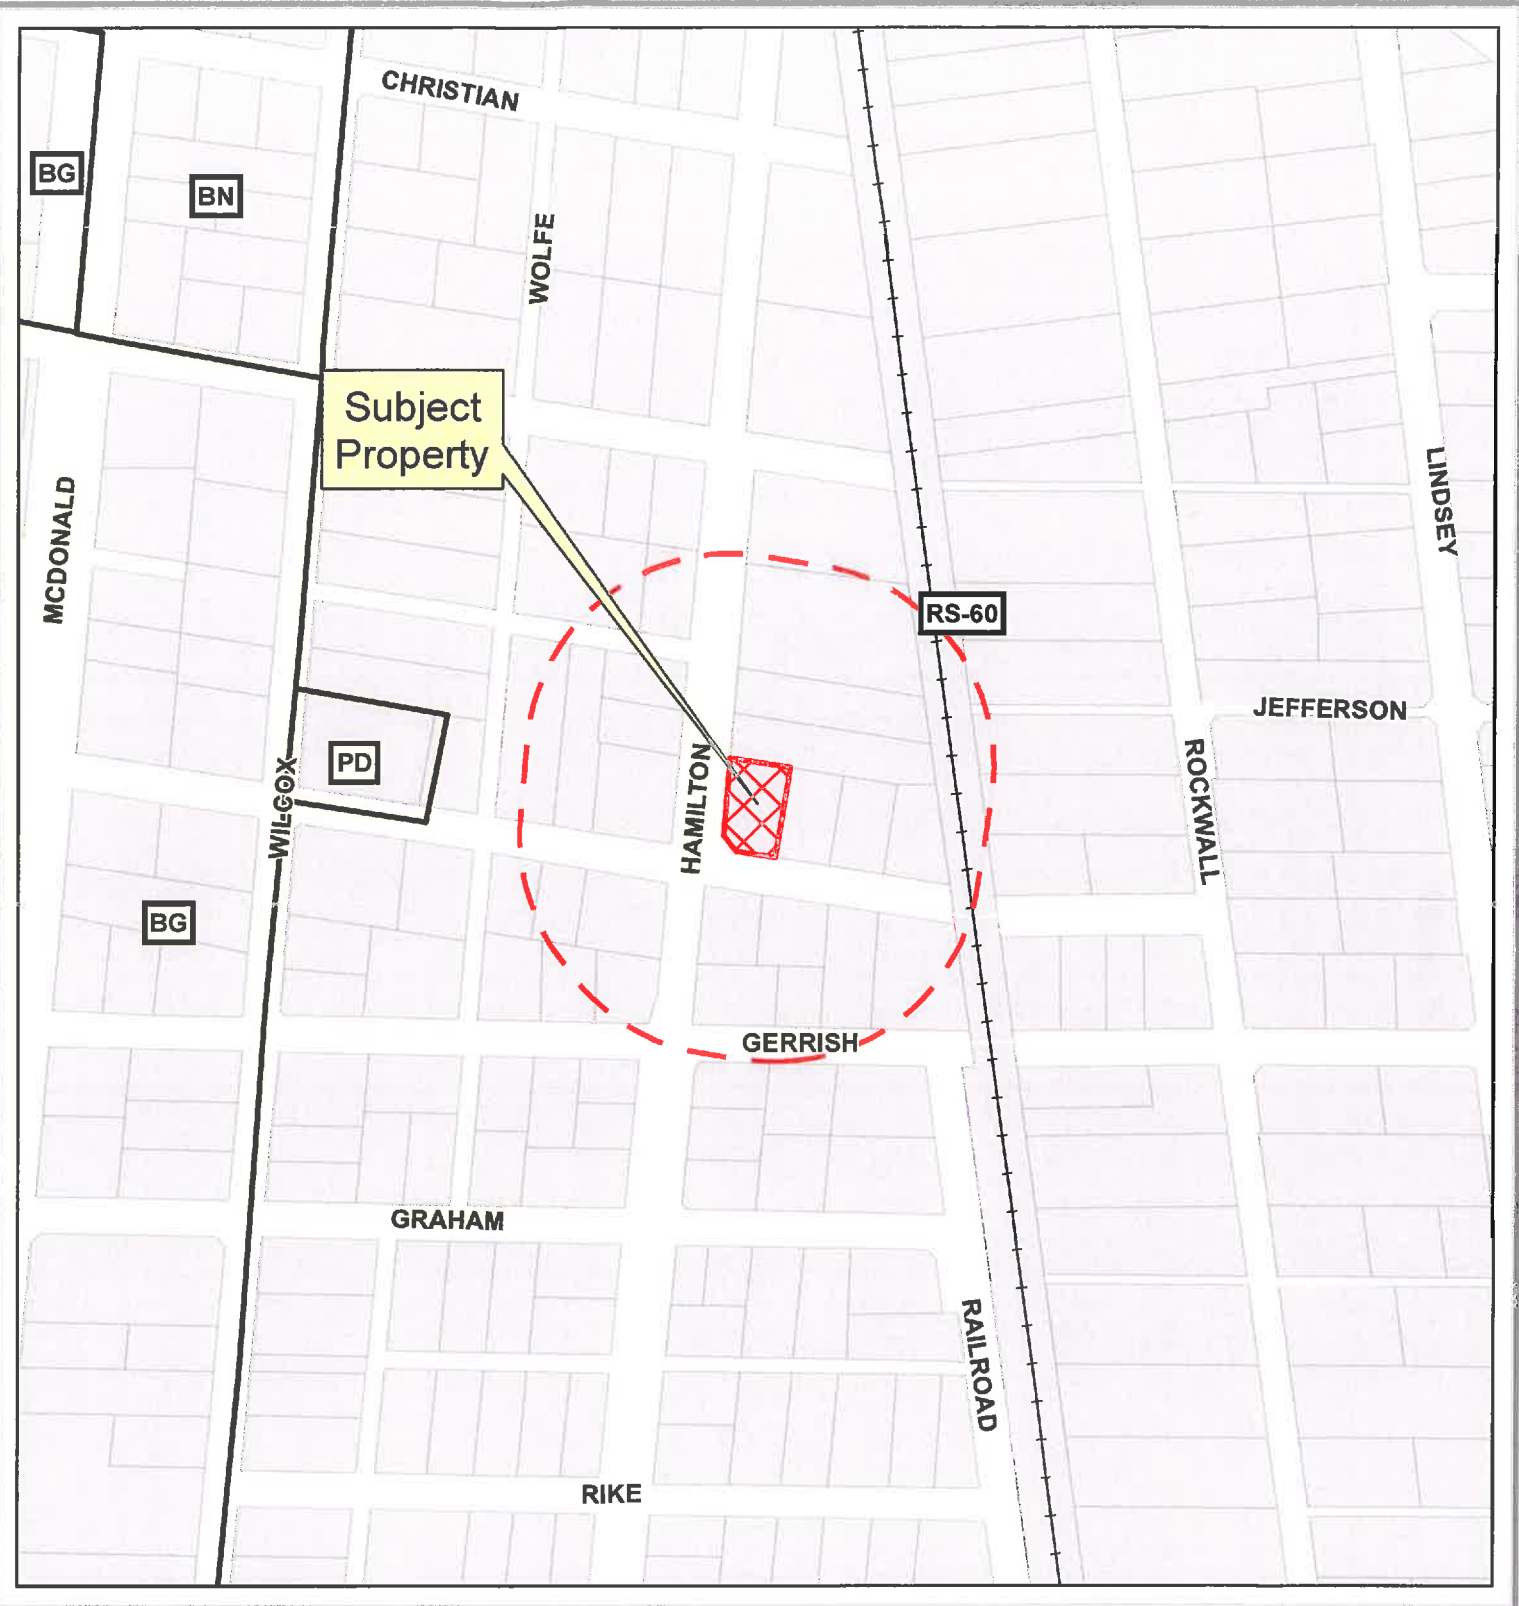 CHRISTIAN
BG
BN
WOLFE
Subject
Property
MCDONALD
LINDSEY
RS-60
JEFFERSON
PD
WILCOX
HAMILTON
ROCKWALL
BG
GERRISH
GRAHAM
RAILROAD
RIKE